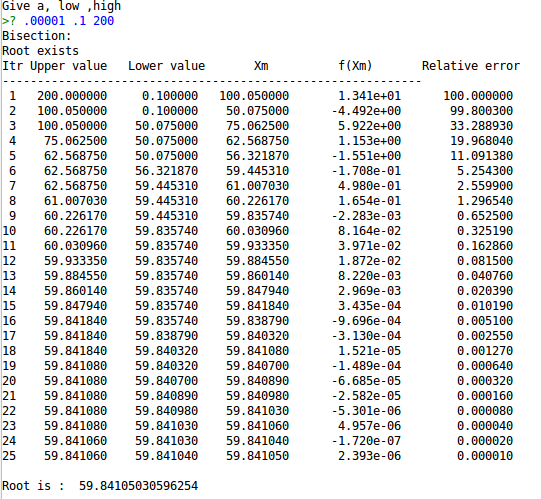 Give a, low ,high
>? .00001 .1 200
Bisection:
Root exists
Itr Upper value   Lower value       Xm          f(Xm)       Relative error
----------------------------------------------------------
1   200.000000     0.100000   100.050000     1.341e+01     100.000000
2   100.050000     0.100000    50.075000    -4.492e+00      99.800300
3   100.050000    50.075000    75.062500     5.922e+00      33.288930
4    75.062500    50.075000    62.568750     1.153e+00      19.968040
5    62.568750    50.075000    56.321870    -1.551e+00      11.091380
6    62.568750    56.321870    59.445310    -1.708e-01       5.254300
7    62.568750    59.445310    61.007030     4.980e-01       2.559900
8    61.007030    59.445310    60.226170     1.654e-01       1.296540
9    60.226170    59.445310    59.835740    -2.283e-03       0.652500
10    60.226170    59.835740    60.030960     8.164e-02       0.325190
11    60.030960    59.835740    59.933350     3.971e-02       0.162860
12    59.933350    59.835740    59.884550     1.872e-02       0.081500
13    59.884550    59.835740    59.860140     8.220e-03       0.040760
14    59.860140    59.835740    59.847940     2.969e-03       0.020390
15    59.847940    59.835740    59.841840     3.435e-04       0.010190
16    59.841840    59.835740    59.838790    -9.696e-04       0.005100
17    59.841840    59.838790    59.840320    -3.130e-04       0.002550
18    59.841840    59.840320    59.841080     1.521e-05       0.001270
19    59.841080    59.840320    59.840700    -1.489e-04       0.000640
20    59.841080    59.840700    59.840890    -6.685e-05       0.000320
21    59.841080    59.840890    59.840980    -2.582e-05       0.000160
22    59.841080    59.840980    59.841030    -5.301e-06       0.000080
23    59.841080    59.841030    59.841060     4.957e-06       0.000040
24    59.841060    59.841030    59.841040    -1.720e-07       0.000020
25    59.841060    59.841040    59.841050     2.393e-06       0.000010
Root is :  59.84105030596254